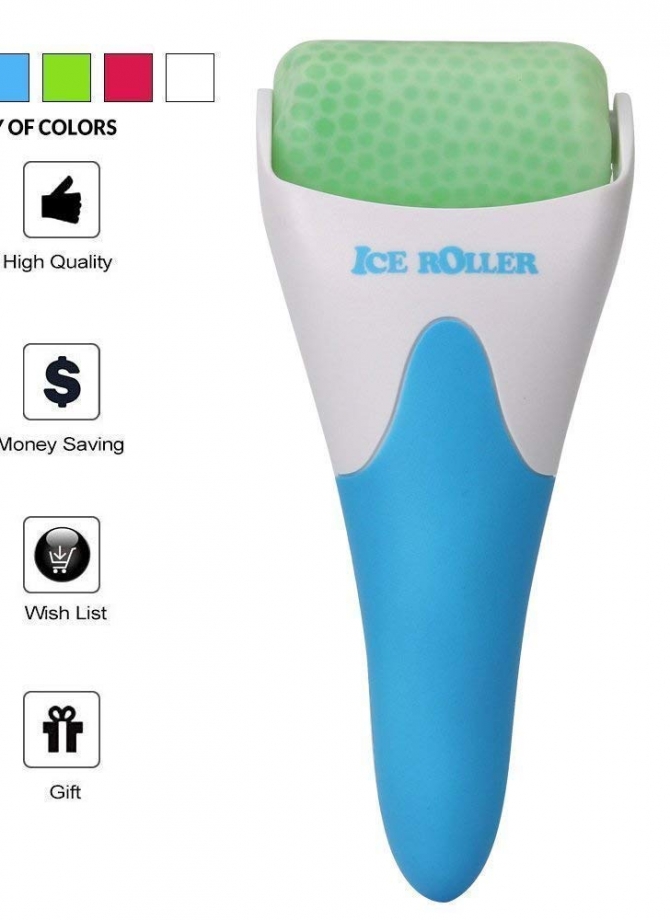 Y OF COLORS
High Quality
Money Saving
Wish List
Gift
ICE ROLLER